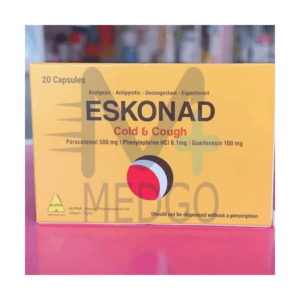 20 Capsules
Analgesic - Antipyretic - Decongestant - Expectorant
ESKONAD
Cold & Cough
Paracetamol 500 mg / Phenylephrine HCl 6.1mg / Guaifenesin 100 mg
MEDGO
ALPHA
Should not be dispensed without a prescription